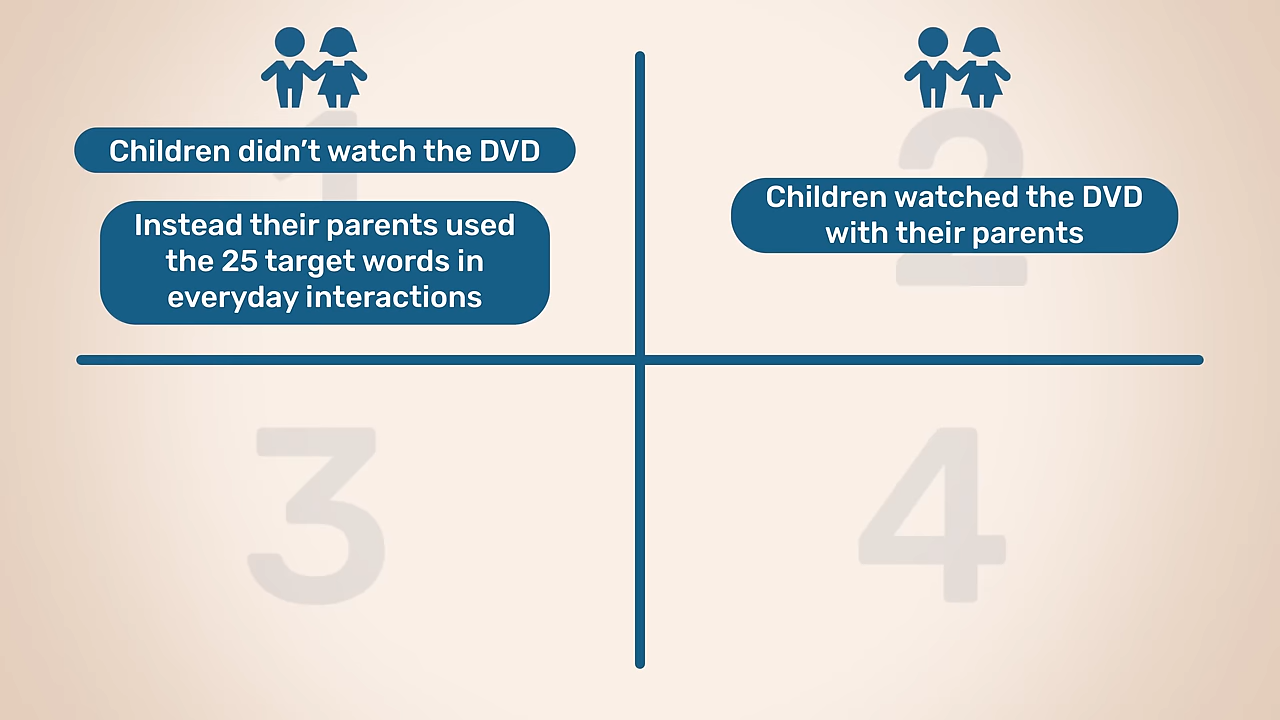 1
Children didn’t watch the DVD
Instead their parents used
the 25 target words in
everyday interactions
2
Children watched the DVD
with their parents
3
4